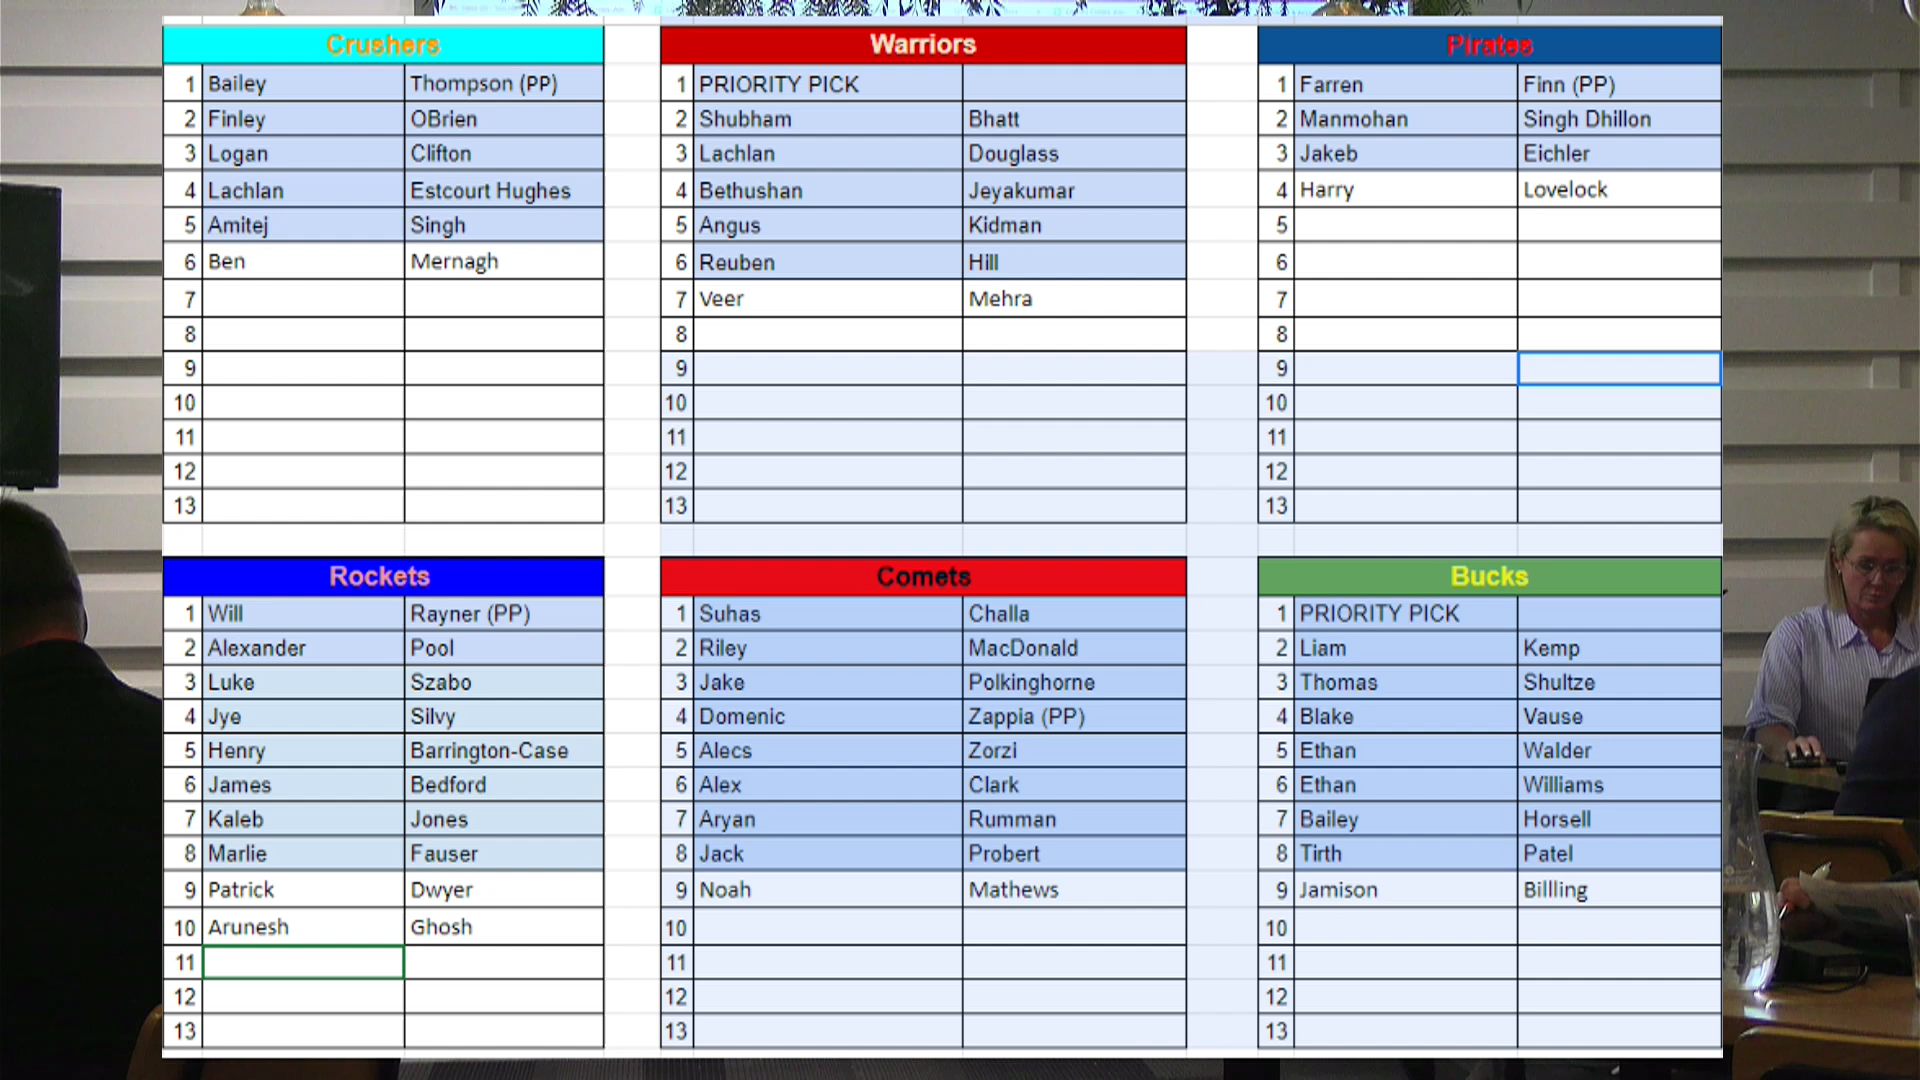 Crushers
1 Bailey Thompson (PP)
2 Finley OBrien
3 Logan Clifton
4 Lachlan Estcourt Hughes
5 Amitej Singh
6 Ben Mernagh
7
8
9
10
11
12
13
Warriors
1 PRIORITY PICK
2 Shubham Bhatt
3 Lachlan Douglass
4 Bethushan Jeyakumar
5 Angus Kidman
6 Reuben Hill
7 Veer Mehra
8
9
10
11
12
13
Pirates
1 Farren Finn (PP)
2 Manmohan Singh Dhillon
3 Jakeb Eichler
4 Harry Lovelock
5
6
7
8
9
10
11
12
13
Rockets
1 Will Rayner (PP)
2 Alexander Pool
3 Luke Szabo
4 Jye Silvy
5 Henry Barrington-Case
6 James Bedford
7 Kaleb Jones
8 Marlie Fauser
9 Patrick Dwyer
10 Arunesh Ghosh
11
12
13
Comets
1 Suhas Challa
2 Riley MacDonald
3 Jake Polkinghorne
4 Domenic Zappia (PP)
5 Alecs Zorzi
6 Alex Clark
7 Aryan Rumman
8 Jack Probert
9 Noah Mathews
10
11
12
13
Bucks
1 PRIORITY PICK
2 Liam Kemp
3 Thomas Shultze
4 Blake Vause
5 Ethan Walder
6 Ethan Williams
7 Bailey Horsell
8 Tirth Patel
9 Jamison Billling
10
11
12
13